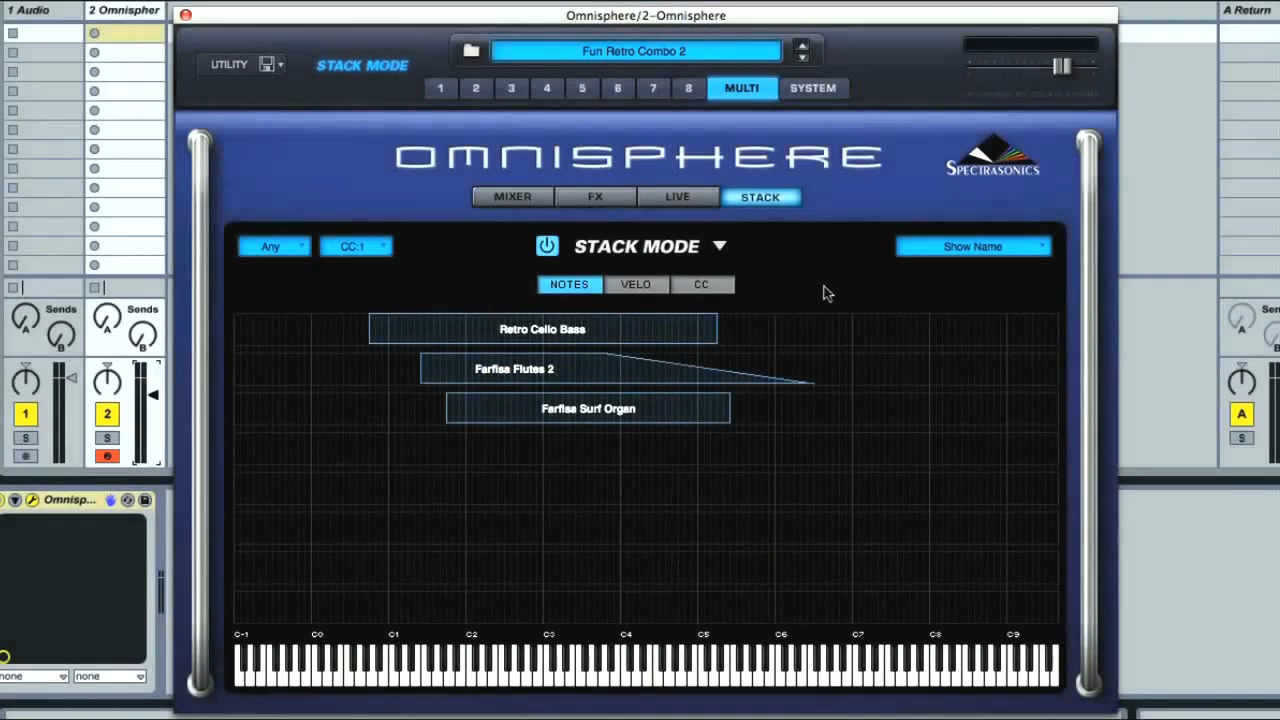 1 Audio
2 Omnispher
Omnisphere/2-Omnisphere
A Return
UTILITY
STACK MODE
Fun Retro Combo 2
1 2 3 4 5 6 7 8 MULTI SYSTEM
OMNISPHERE
SPECTRASONICS
MIXER FX LIVE STACK
Any CC:1 STACK MODE Show Name
NOTES VELO CC
Sends
A
B
Sends
A
B
Sen
A
Retro Cello Bass
Farfisa Flutes 2
Farfisa Surf Organ
1
S
2
S
A
S
Omnisp...
C-1 C0 C1 C2 C3 C4 C5 C6 C7 C8 C9
none none